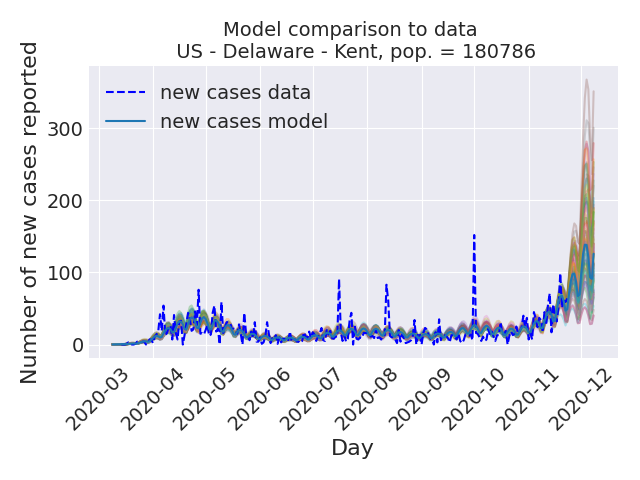 Model comparison to data
US - Delaware - Kent, pop. = 180786
Number of new cases reported
300
200
100
0
new cases data
new cases model
2020-03
2020-04
2020-05
2020-06
2020-07
2020-08
2020-09
2020-10
2020-11
2020-12
Day